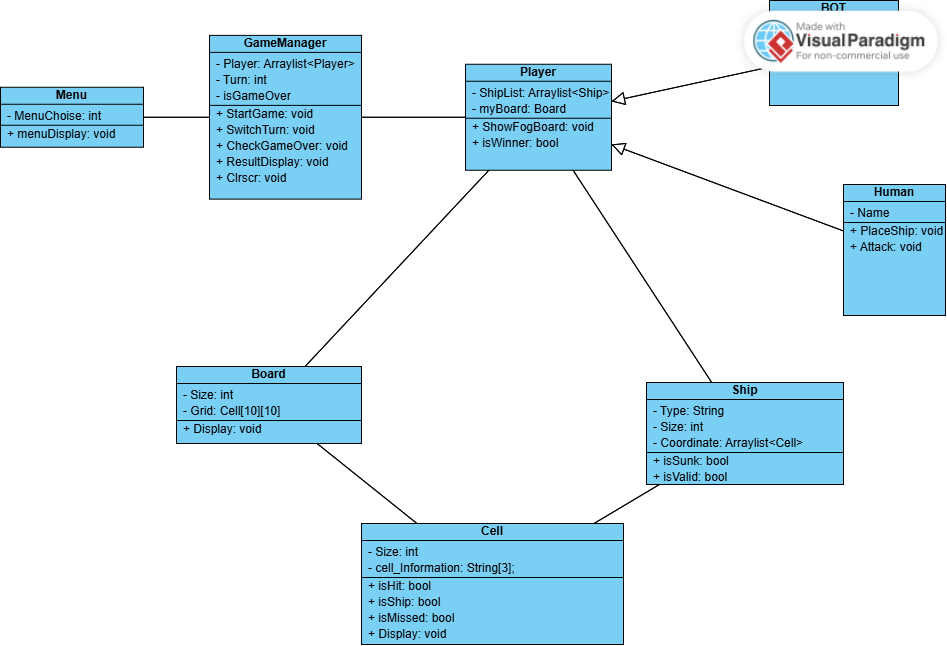 BOT
Made with
Visual Paradigm
For non-commercial use
GameManager
- Player: Arraylist<Player>
- Turn: int
- isGameOver
+ StartGame: void
+ SwitchTurn: void
+ CheckGameOver: void
+ ResultDisplay: void
+ Clrscr: void
Player
- ShipList: Arraylist<Ship>
- myBoard: Board
+ ShowFogBoard: void
+ isWinner: bool
Menu
- MenuChoise: int
+ menuDisplay: void
Human
- Name
+ PlaceShip: void
+ Attack: void
Board
- Size: int
- Grid: Cell[10][10]
+ Display: void
Ship
- Type: String
- Size: int
- Coordinate: Arraylist<Cell>
+ isSunk: bool
+ isValid: bool
Cell
- Size: int
- cell_Information: String[3];
+ isHit: bool
+ isShip: bool
+ isMissed: bool
+ Display: void